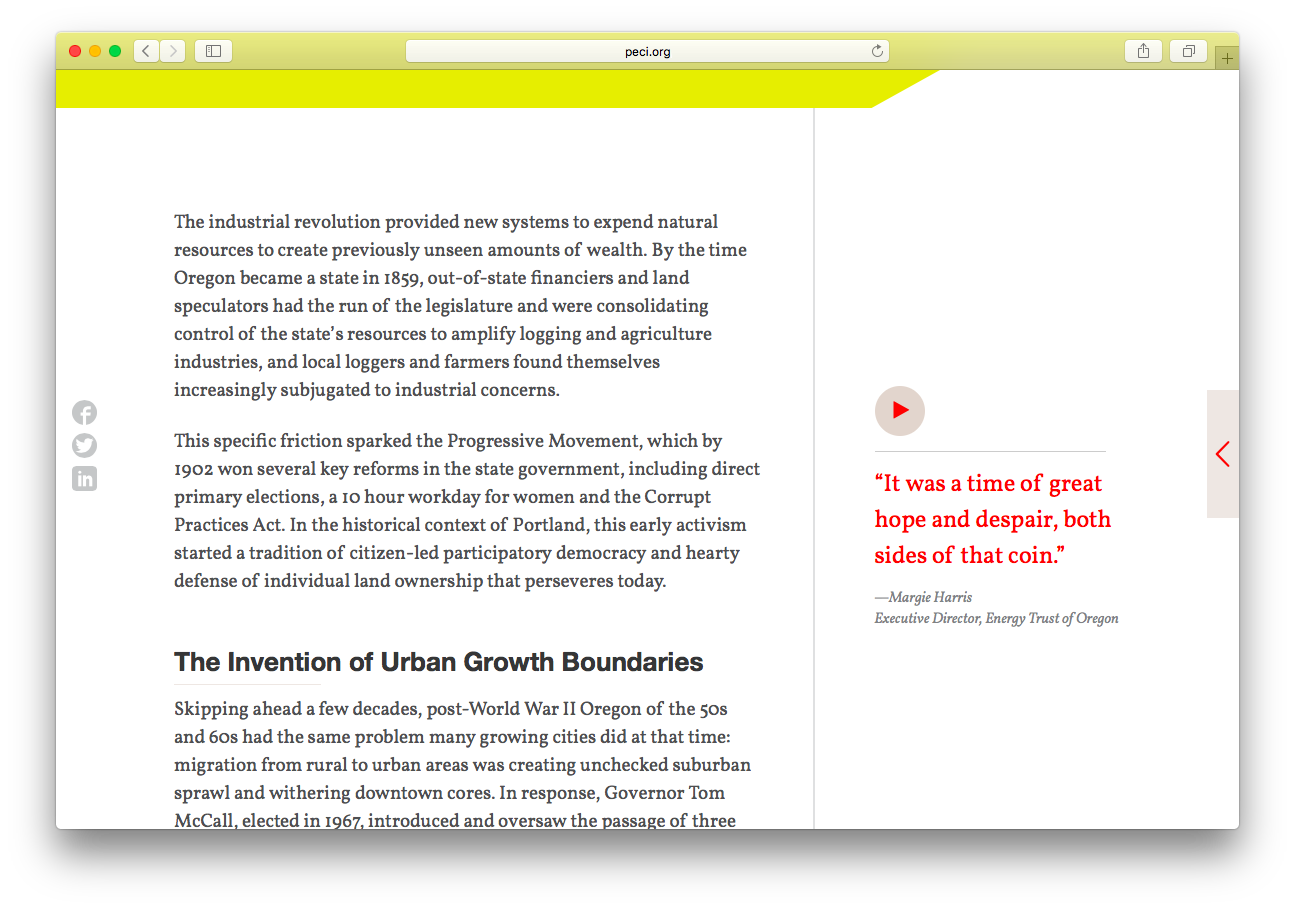 peci.org
The industrial revolution provided new systems to expend natural
resources to create previously unseen amounts of wealth. By the time
Oregon became a state in 1859, out-of-state financiers and land
speculators had the run of the legislature and were consolidating
control of the state’s resources to amplify logging and agriculture
industries, and local loggers and farmers found themselves
increasingly subjugated to industrial concerns.
This specific friction sparked the Progressive Movement, which by
1902 won several key reforms in the state government, including direct
primary elections, a 10 hour workday for women and the Corrupt
Practices Act. In the historical context of Portland, this early activism
started a tradition of citizen-led participatory democracy and hearty
defense of individual land ownership that perseveres today.
The Invention of Urban Growth Boundaries
Skipping ahead a few decades, post-World War II Oregon of the 50s
and 60s had the same problem many growing cities did at that time:
migration from rural to urban areas was creating unchecked suburban
sprawl and withering downtown cores. In response, Governor Tom
McCall, elected in 1967, introduced and oversaw the passage of three
“It was a time of great
hope and despair, both
sides of that coin.”
—Margie Harris
Executive Director, Energy Trust of Oregon